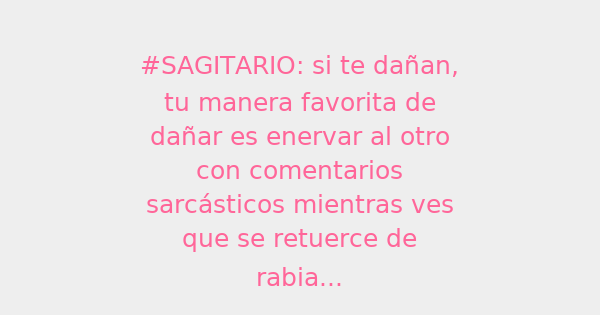 #SAGITARIO: si te dañan,
tu manera favorita de
dañar es enervar al otro
con comentarios
sarcásticos mientras ves
que se retuerce de
rabia...